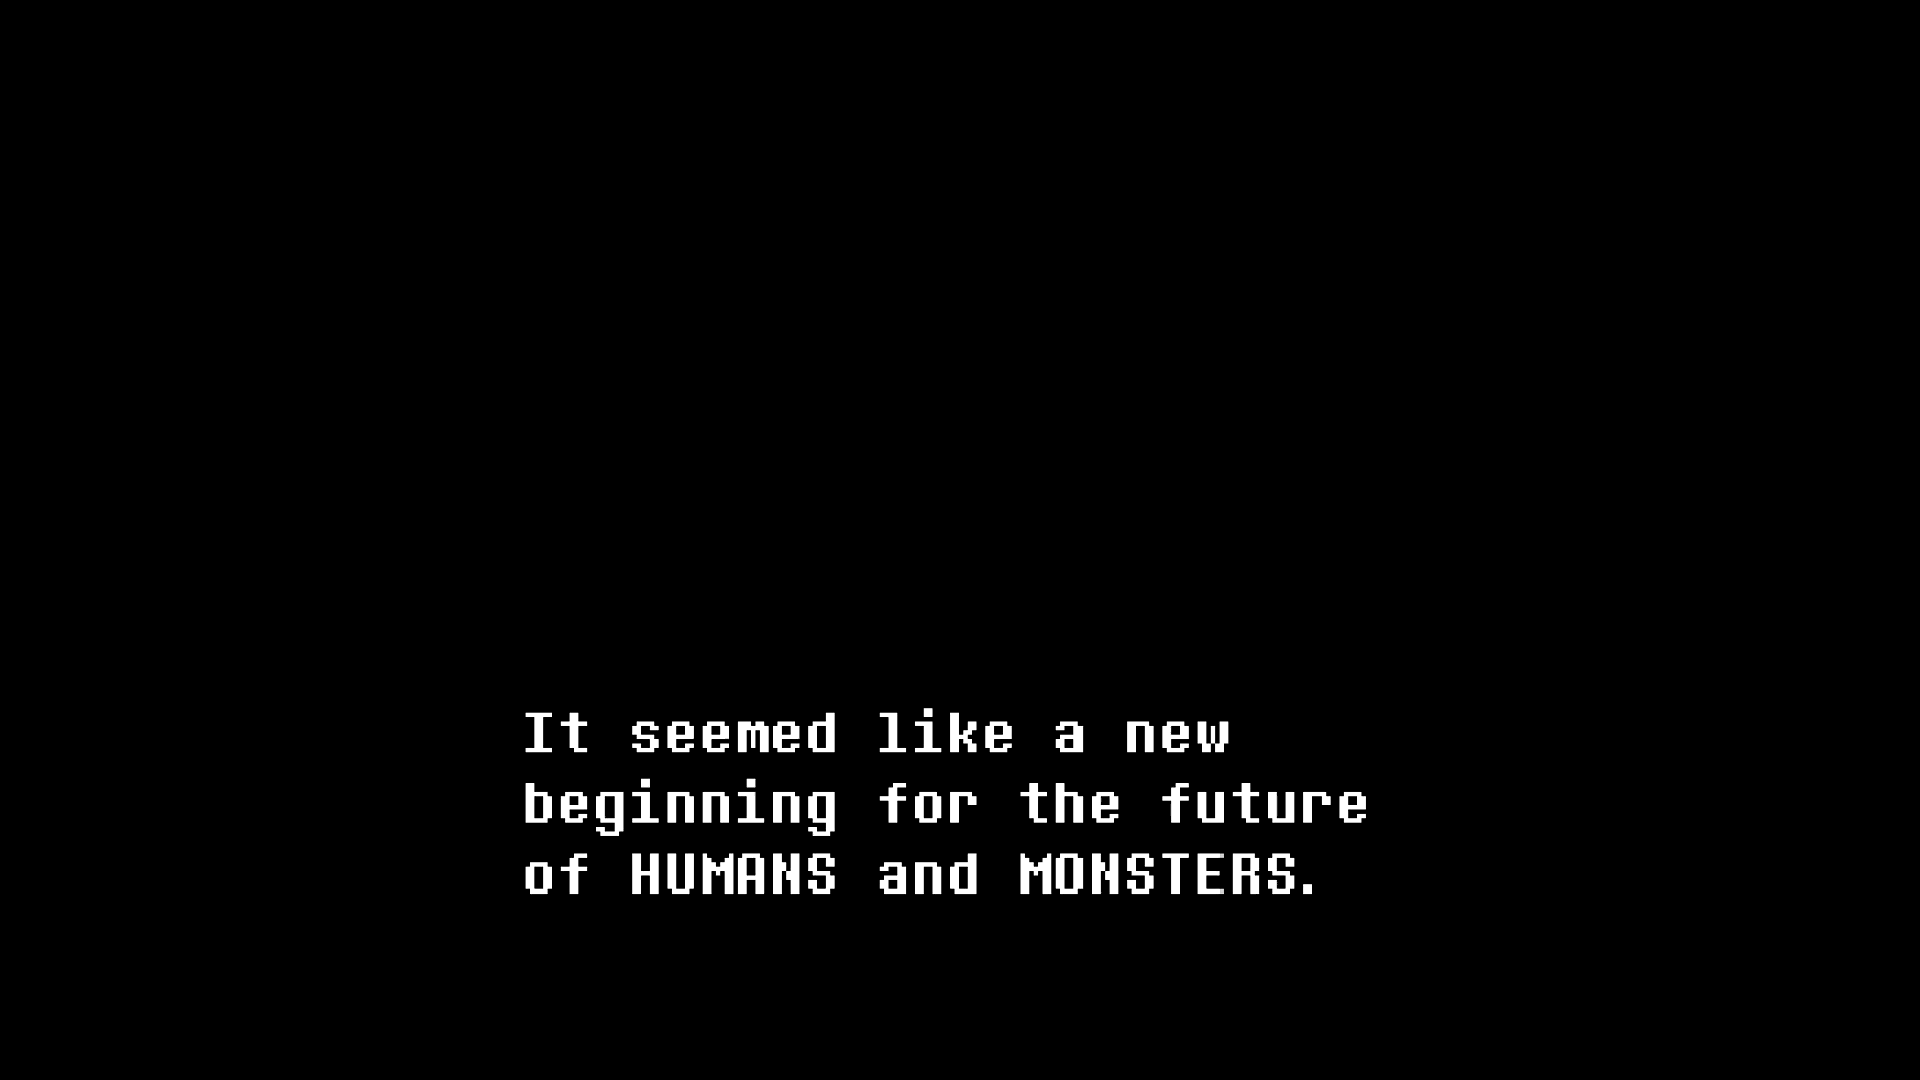 It seemed like a new
beginning for the future
of HUMANS and MONSTERS.